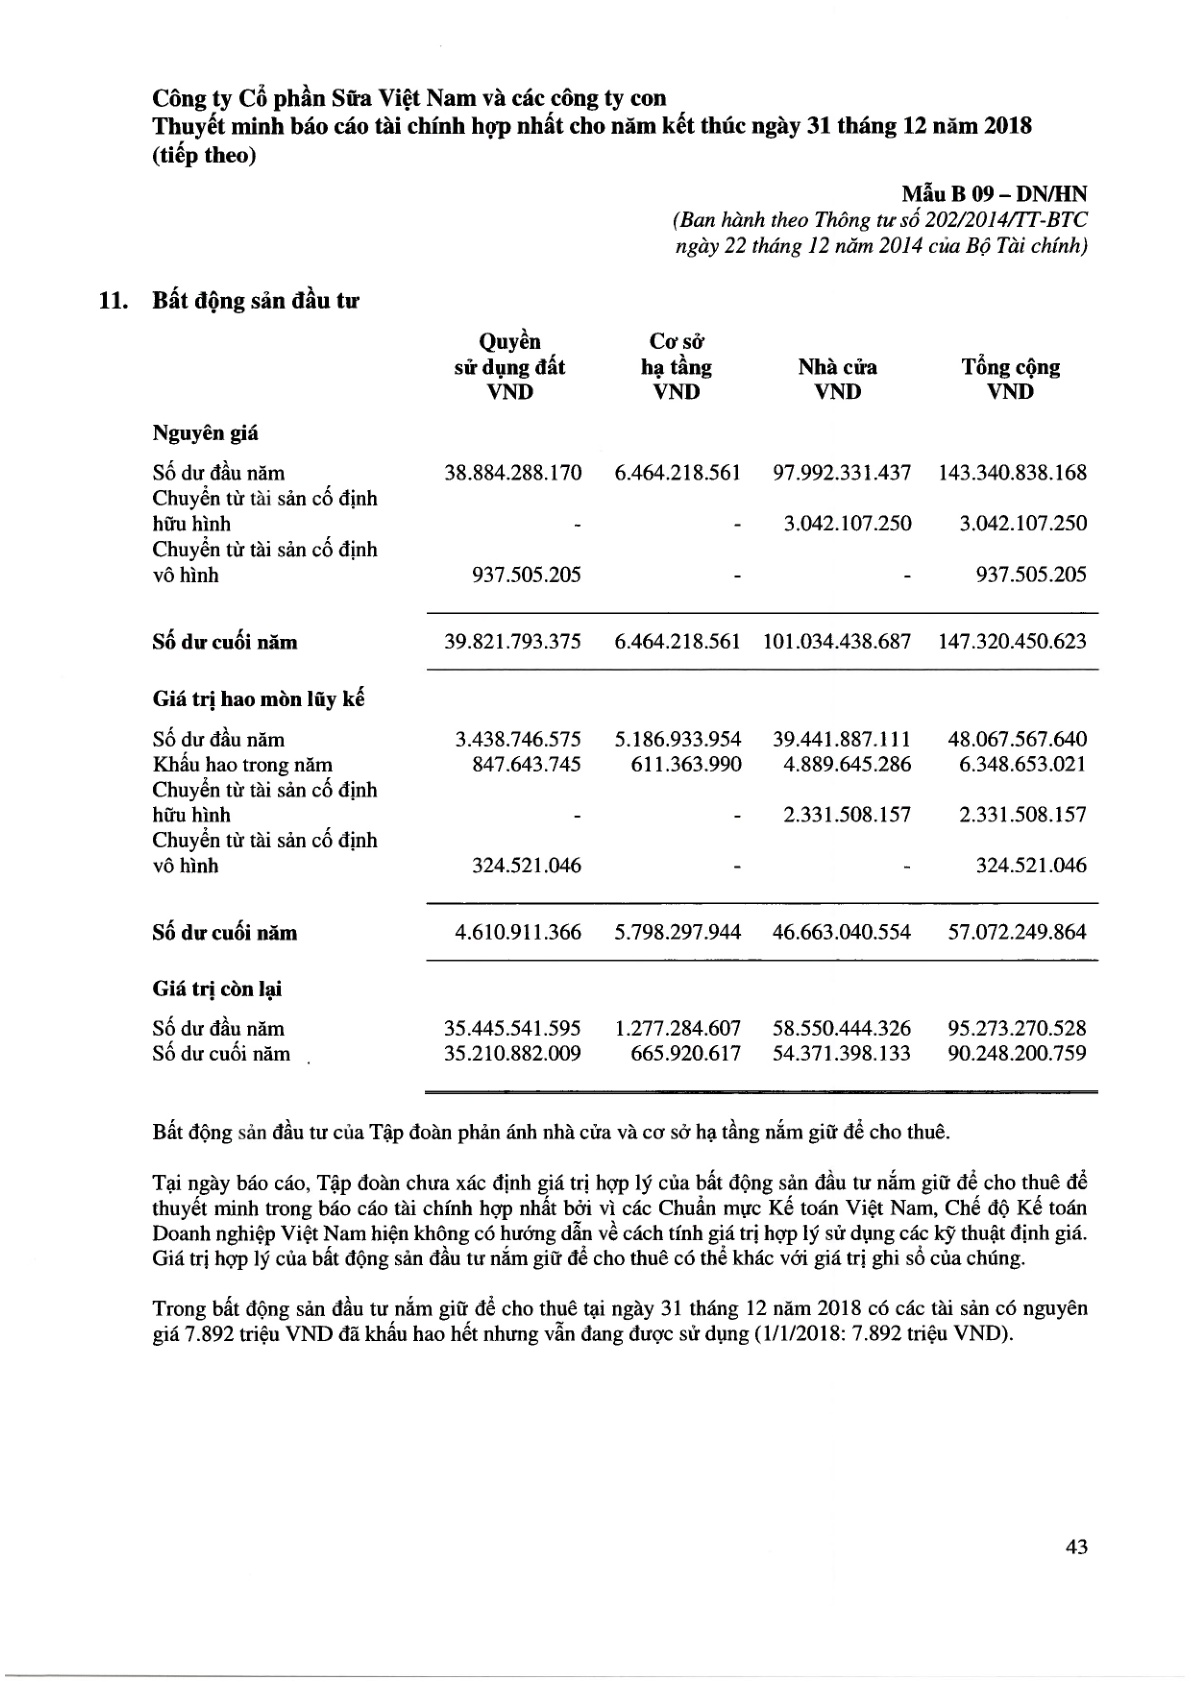 Công ty Cổ phần Sữa Việt Nam và các công ty con
Thuyết minh báo cáo tài chính hợp nhất cho năm kết thúc ngày 31 tháng 12 năm 2018
(tiếp theo)
Mẫu B 09 – DN/HN
(Ban hành theo Thông tư số 202/2014/TT-BTC
ngày 22 tháng 12 năm 2014 của Bộ Tài chính)
11. Bất động sản đầu tư
Quyền Cơ sở
sử dụng đất hạ tầng Nhà cửa Tổng cộng
VND VND VND VND
Nguyên giá
Số dư đầu năm 38.884.288.170 6.464.218.561 97.992.331.437 143.340.838.168
Chuyển từ tài sản cố định
hữu hình - - 3.042.107.250 3.042.107.250
Chuyển từ tài sản cố định
vô hình 937.505.205 - - 937.505.205
Số dư cuối năm 39.821.793.375 6.464.218.561 101.034.438.687 147.320.450.623
Giá trị hao mòn lũy kế
Số dư đầu năm 3.438.746.575 5.186.933.954 39.441.887.111 48.067.567.640
Khấu hao trong năm 847.643.745 611.363.990 4.889.645.286 6.348.653.021
Chuyển từ tài sản cố định
hữu hình - - 2.331.508.157 2.331.508.157
Chuyển từ tài sản cố định
vô hình 324.521.046 - - 324.521.046
Số dư cuối năm 4.610.911.366 5.798.297.944 46.663.040.554 57.072.249.864
Giá trị còn lại
Số dư đầu năm 35.445.541.595 1.277.284.607 58.550.444.326 95.273.270.528
Số dư cuối năm 35.210.882.009 665.920.617 54.371.398.133 90.248.200.759
Bất động sản đầu tư của Tập đoàn phản ánh nhà cửa và cơ sở hạ tầng nắm giữ để cho thuê.
Tại ngày báo cáo, Tập đoàn chưa xác định giá trị hợp lý của bất động sản đầu tư nắm giữ để cho thuê để
thuyết minh trong báo cáo tài chính hợp nhất bởi vì các Chuẩn mực Kế toán Việt Nam, Chế độ Kế toán
Doanh nghiệp Việt Nam hiện không có hướng dẫn về cách tính giá trị hợp lý sử dụng các kỹ thuật định giá.
Giá trị hợp lý của bất động sản đầu tư nắm giữ để cho thuê có thể khác với giá trị ghi sổ của chúng.
Trong bất động sản đầu tư nắm giữ để cho thuê tại ngày 31 tháng 12 năm 2018 có các tài sản có nguyên
giá 7.892 triệu VND đã khấu hao hết nhưng vẫn đang được sử dụng (1/1/2018: 7.892 triệu VND).
43